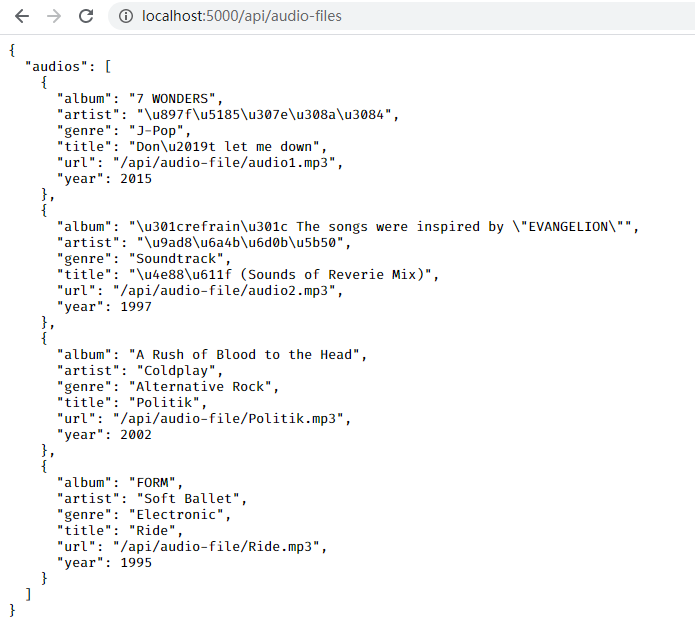 localhost:5000/api/audio-files
{
  "audios": [
    {
      "album": "7 WONDERS",
      "artist": "\u897f\u5185\u307e\u308a\u3084",
      "genre": "J-Pop",
      "title": "Don\u2019t let me down",
      "url": "/api/audio-file/audio1.mp3",
      "year": 2015
    },
    {
      "album": "\u301crefrain\u301c The songs were inspired by \"EVANGELION\"",
      "artist": "\u9ad8\u6a4b\u6d0b\u5b50",
      "genre": "Soundtrack",
      "title": "\u4e88\u611f (Sounds of Reverie Mix)",
      "url": "/api/audio-file/audio2.mp3",
      "year": 1997
    },
    {
      "album": "A Rush of Blood to the Head",
      "artist": "Coldplay",
      "genre": "Alternative Rock",
      "title": "Politik",
      "url": "/api/audio-file/Politik.mp3",
      "year": 2002
    },
    {
      "album": "FORM",
      "artist": "Soft Ballet",
      "genre": "Electronic",
      "title": "Ride",
      "url": "/api/audio-file/Ride.mp3",
      "year": 1995
    }
  ]
}